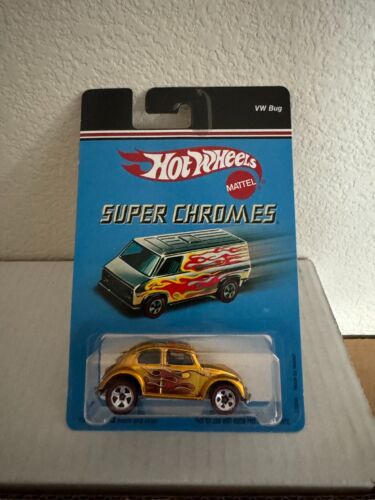 VW Bug
Hot Wheels
MATTEL
SUPER CHROMES